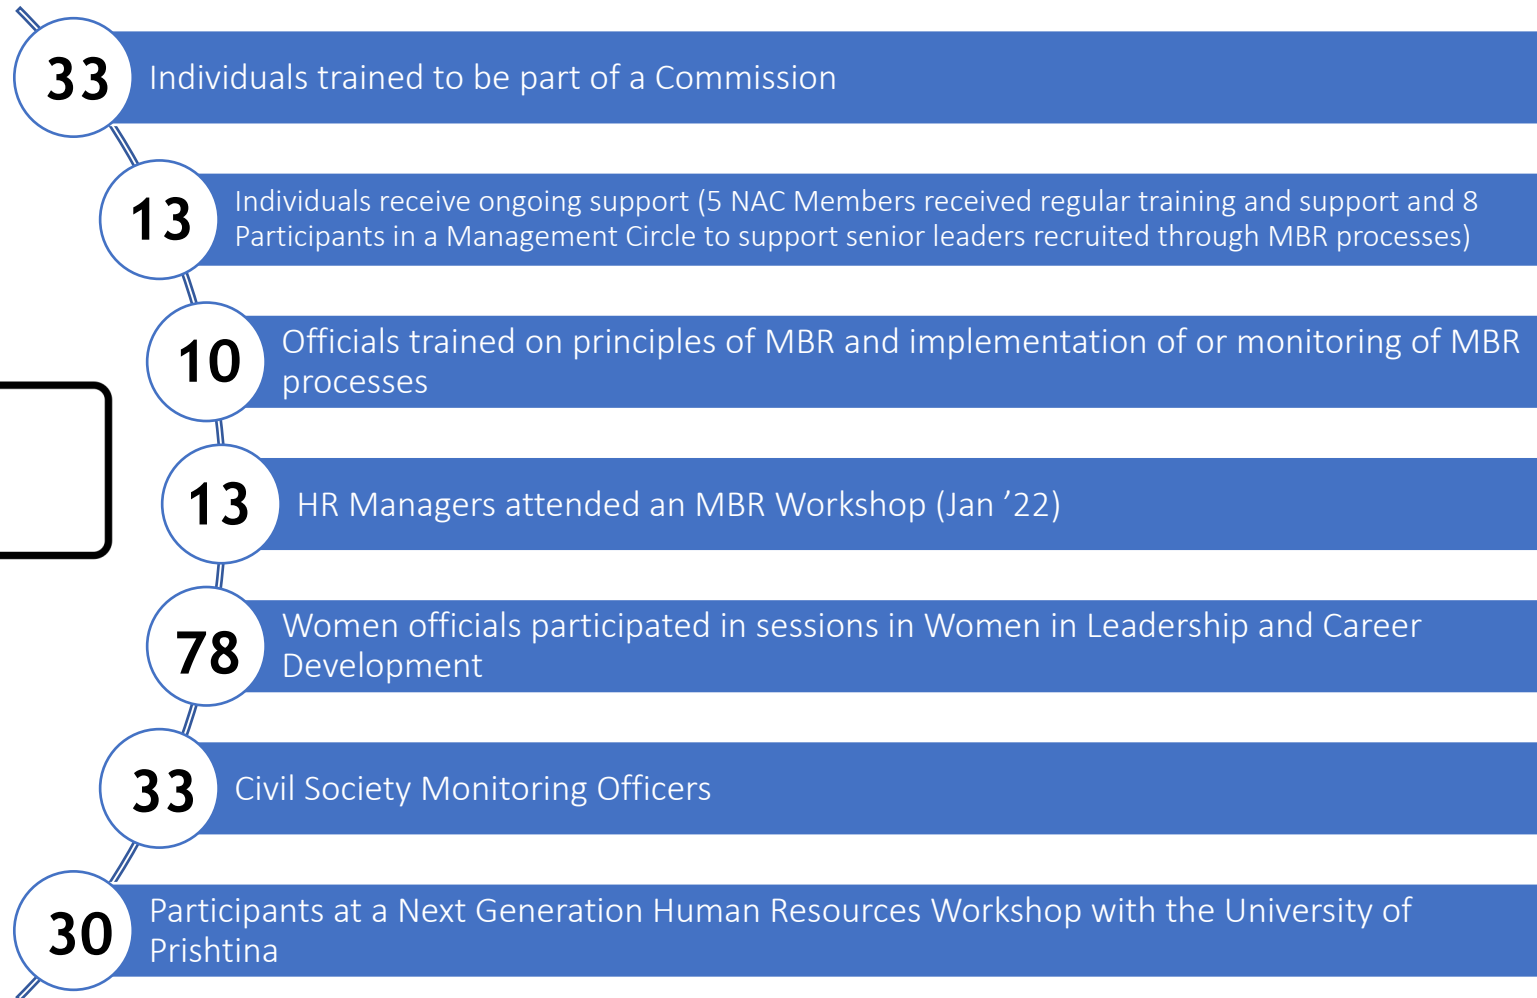 33
Individuals trained to be part of a Commission
13
Individuals receive ongoing support (5 NAC Members received regular training and support and 8
Participants in a Management Circle to support senior leaders recruited through MBR processes)
10
Officials trained on principles of MBR and implementation of or monitoring of MBR
processes
13
HR Managers attended an MBR Workshop (Jan ’22)
78
Women officials participated in sessions in Women in Leadership and Career
Development
33
Civil Society Monitoring Officers
30
Participants at a Next Generation Human Resources Workshop with the University of
Prishtina